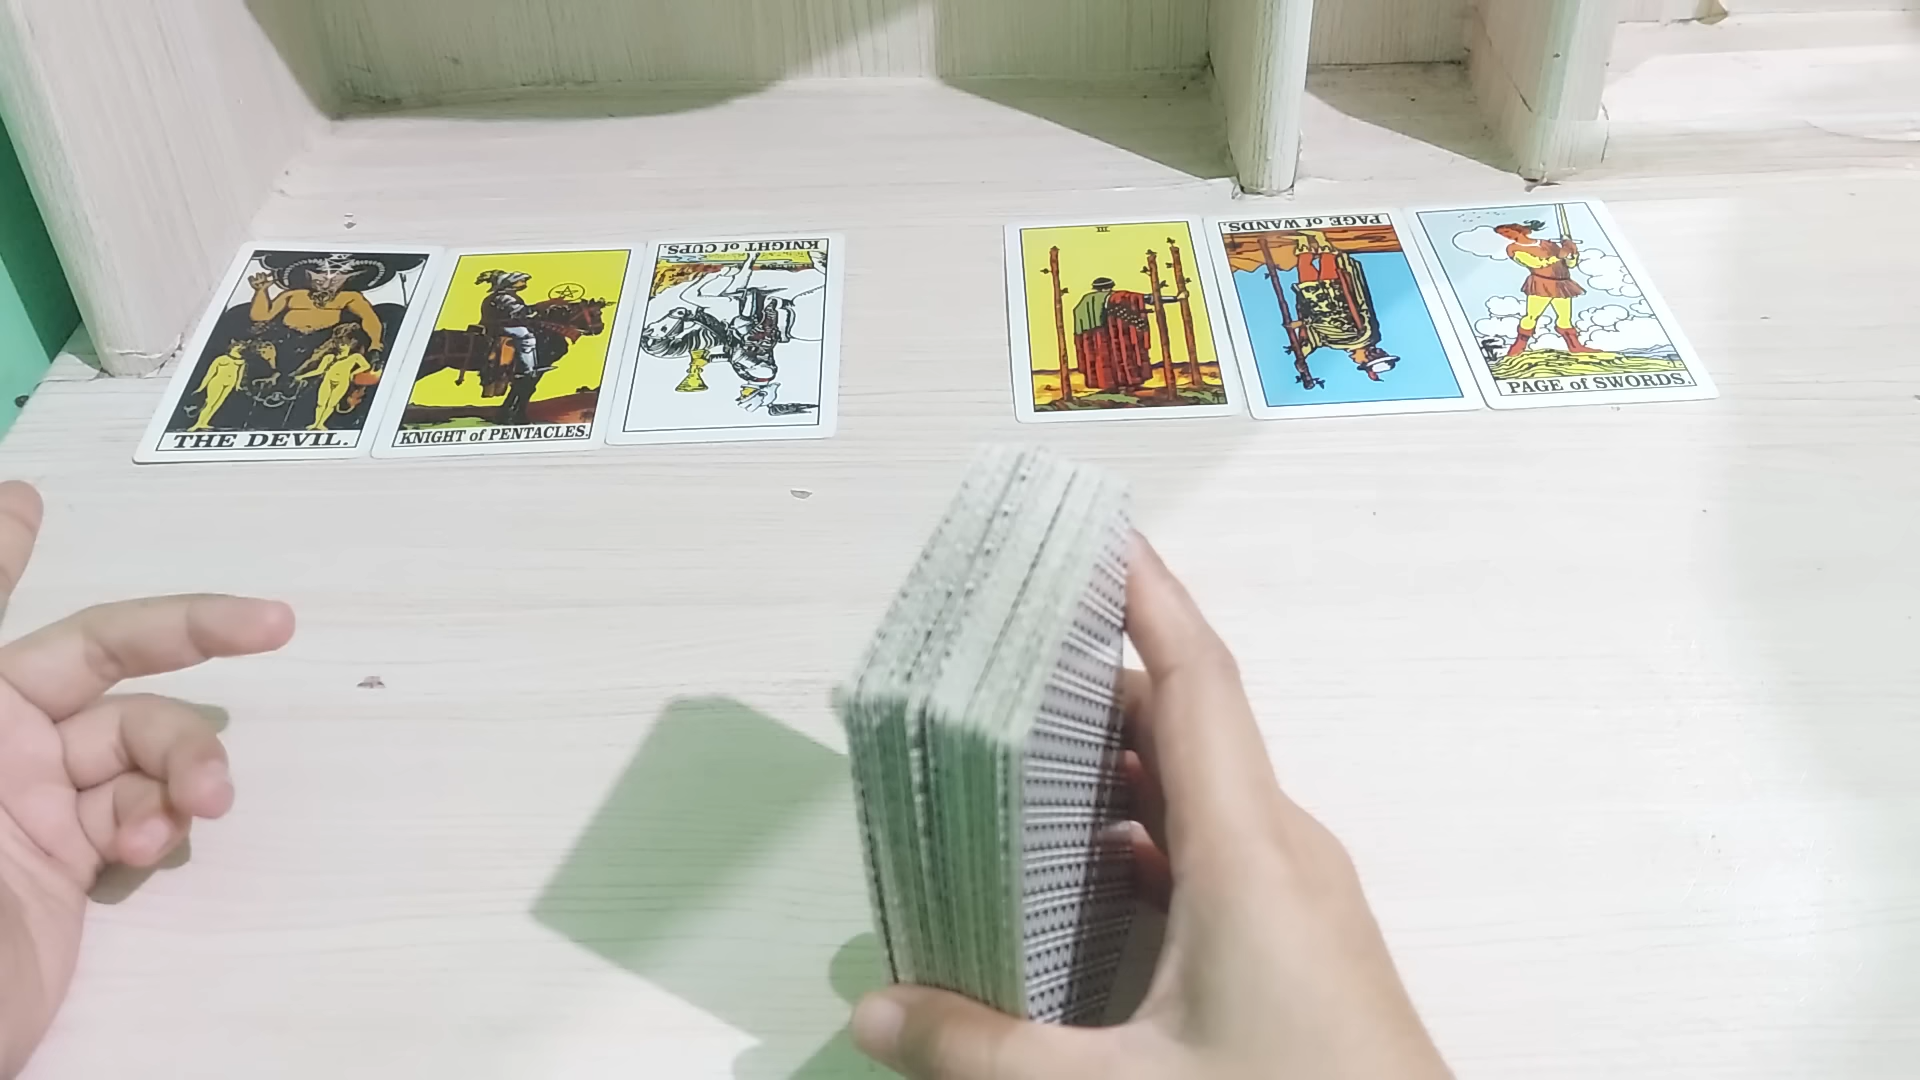 THE DEVIL.
KNIGHT of PENTACLES.
KNIGHT of CUPS.
III
PAGE of WANDS.
PAGE of SWORDS.